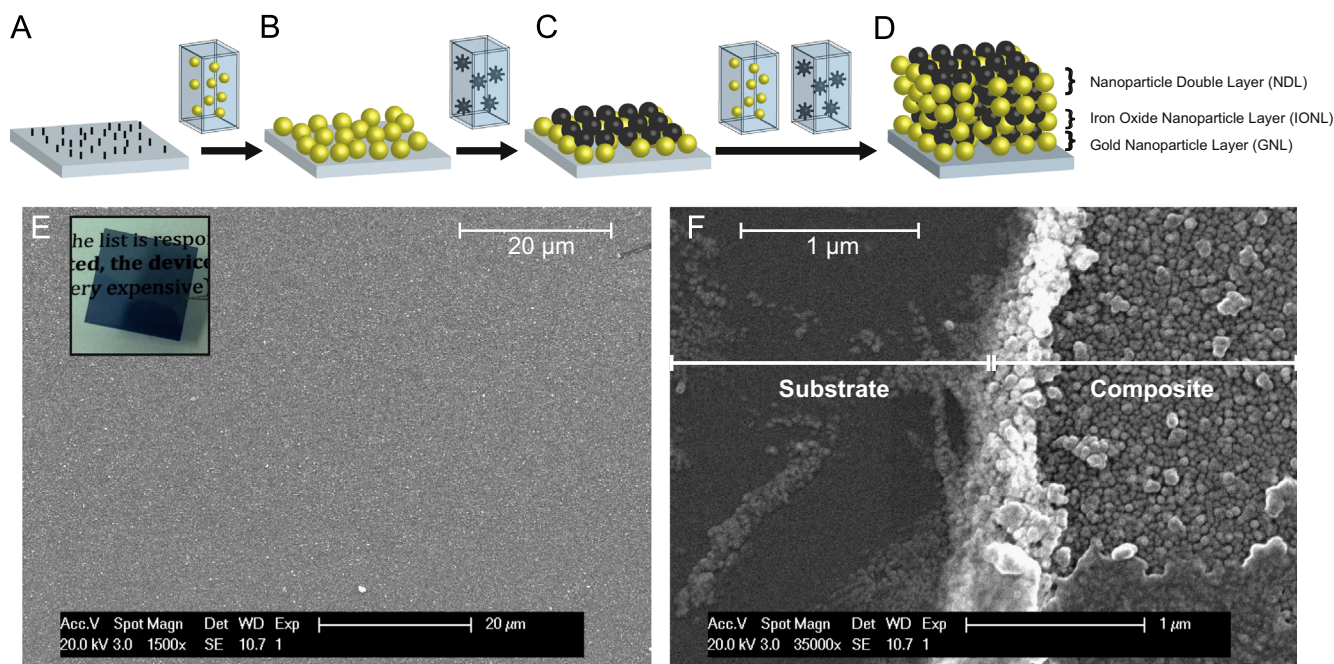 A
B
C
D
Nanoparticle Double Layer (NDL)
Iron Oxide Nanoparticle Layer (IONL)
Gold Nanoparticle Layer (GNL)
E
he list is respo
ted, the device
ery expensive)
20 μm
F
1 μm
Substrate
Composite
Acc.V Spot Magn Det WD Exp
20.0 kV 3.0 1500x SE 10.7 1
20 μm
Acc.V Spot Magn Det WD Exp
20.0 kV 3.0 35000x SE 10.7 1
1 μm